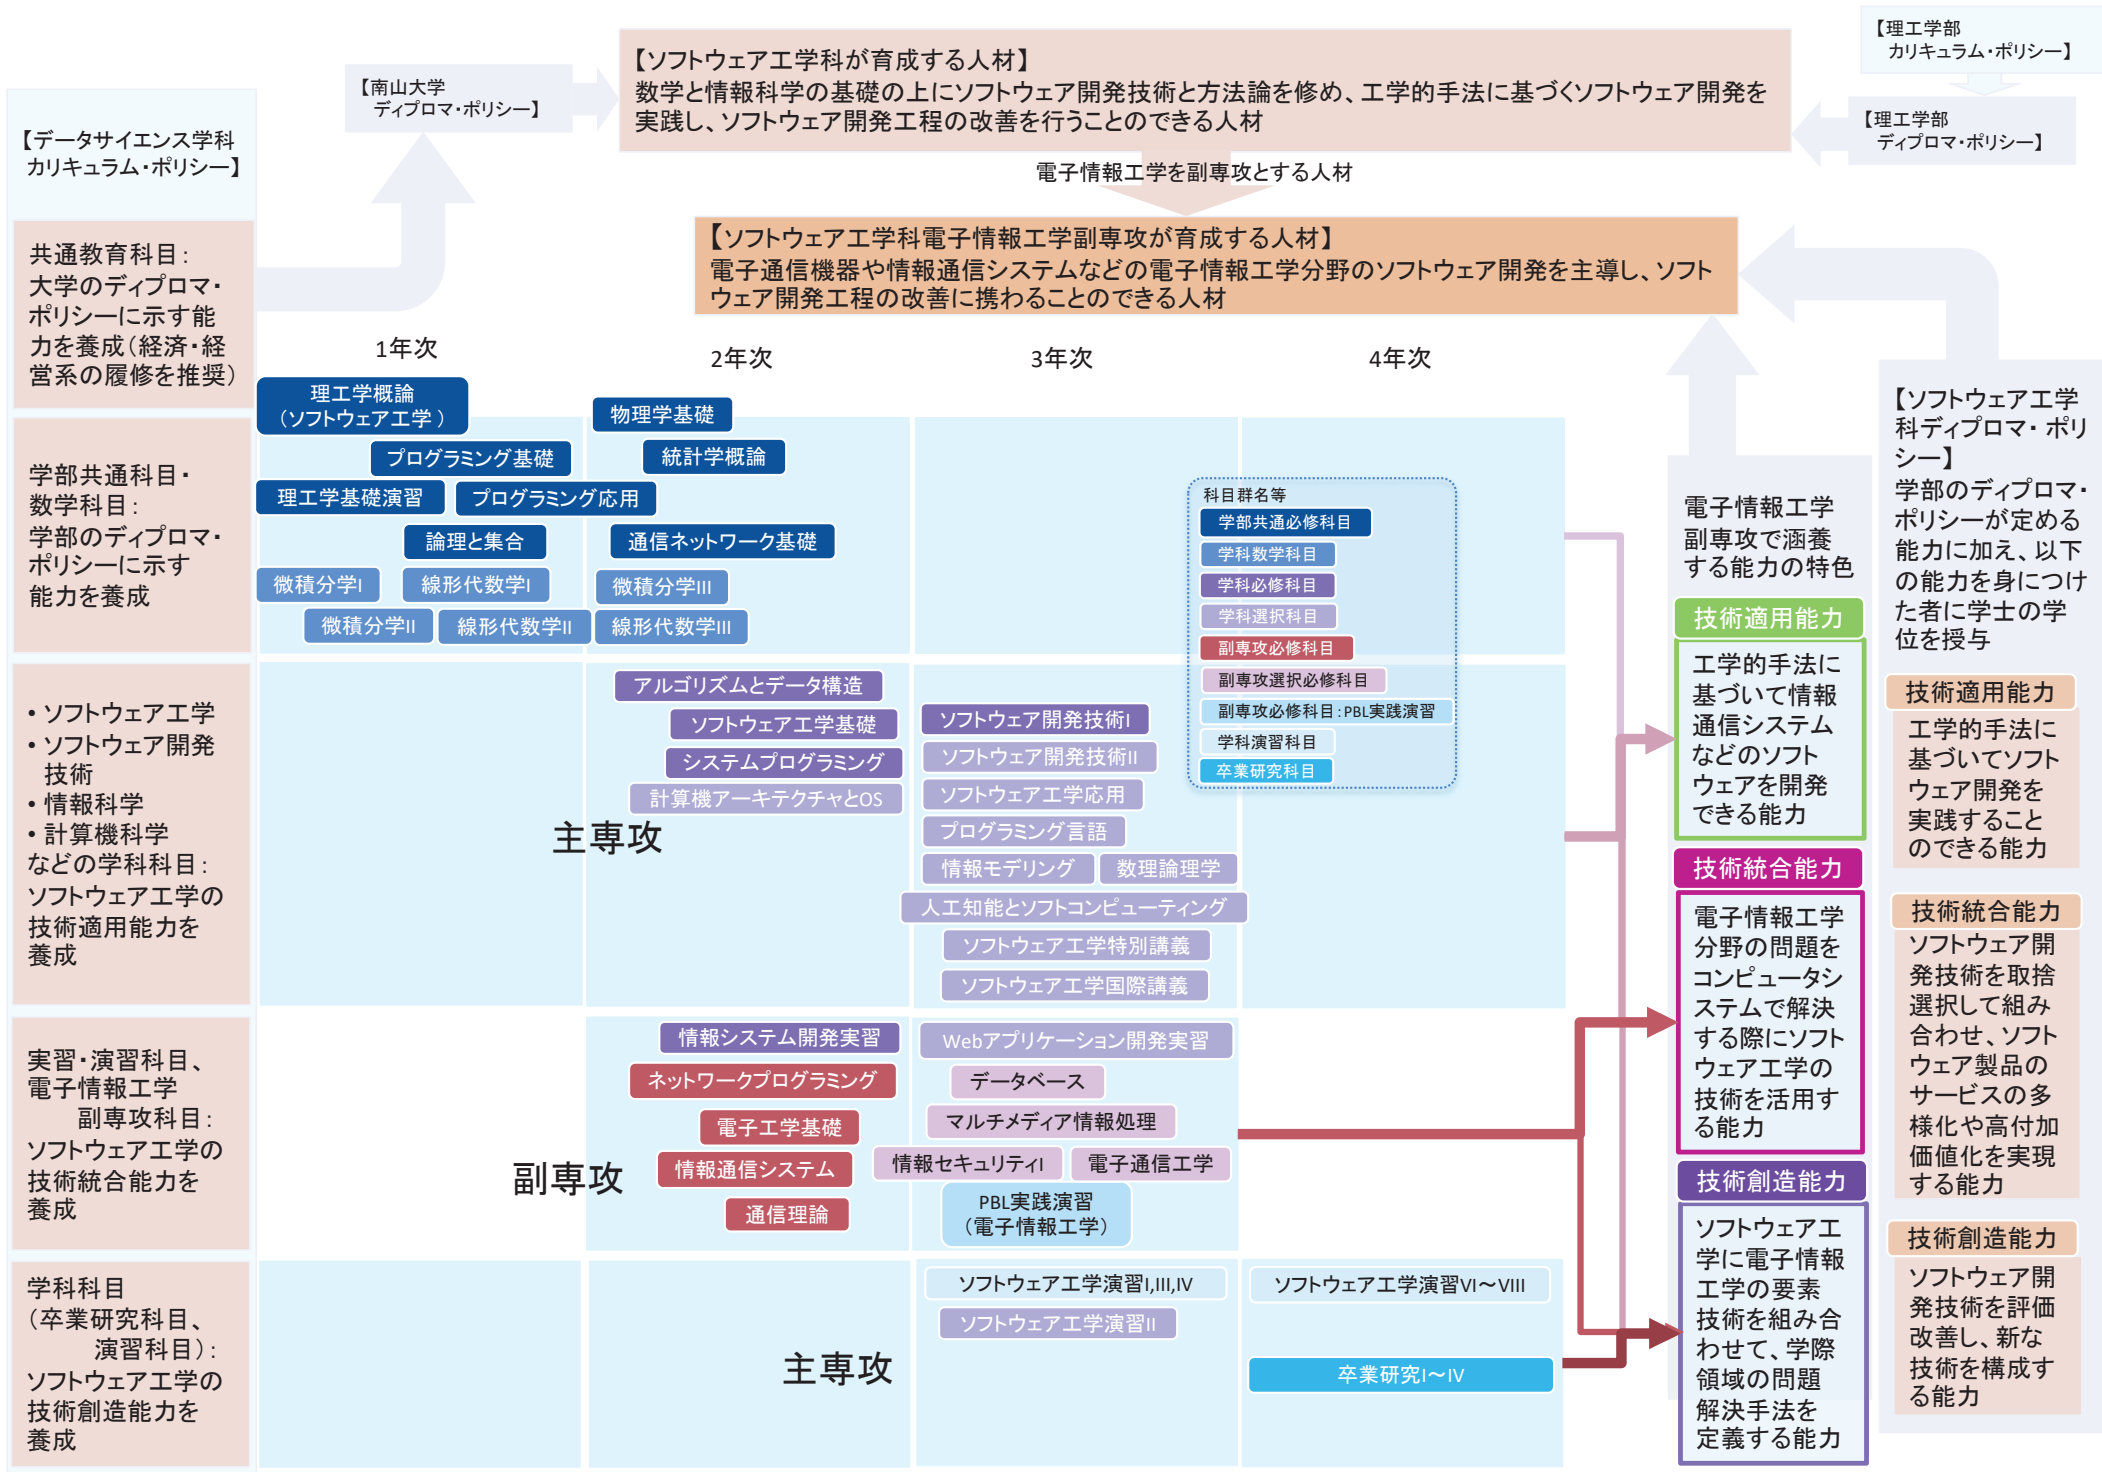 【理工学部
カリキュラム・ポリシー】
【ソフトウェア工学科が育成する人材】
数学と情報科学の基礎の上にソフトウェア開発技術と方法論を修め、工学的手法に基づくソフトウェア開発を
実践し、ソフトウェア開発工程の改善を行うことのできる人材
【南山大学
ディプロマ・ポリシー】
【理工学部
ディプロマ・ポリシー】
【データサイエンス学科
カリキュラム・ポリシー】
電子情報工学を副専攻とする人材
【ソフトウェア工学科電子情報工学副専攻が育成する人材】
電子通信機器や情報通信システムなどの電子情報工学分野のソフトウェア開発を主導し、ソフト
ウェア開発工程の改善に携わることのできる人材
共通教育科目:
大学のディプロマ・
ポリシーに示す能
力を養成(経済・経
営系の履修を推奨)
1年次
2年次
3年次
4年次
学部共通科目・
数学科目:
学部のディプロマ・
ポリシーに示す
能力を養成
理工学概論
(ソフトウェア工学 )
プログラミング基礎
理工学基礎演習
プログラミング応用
論理と集合
微積分学I
線形代数学I
微積分学II
線形代数学II
物理学基礎
統計学概論
通信ネットワーク基礎
微積分学III
線形代数学III
科目群名等
学部共通必修科目
学科数学科目
学科必修科目
学科選択科目
副専攻必修科目
副専攻選択必修科目
副専攻必修科目:PBL実践演習
学科演習科目
卒業研究科目
• ソフトウェア工学
• ソフトウェア開発
技術
• 情報科学
• 計算機科学
などの学科科目:
ソフトウェア工学の
技術適用能力を
養成
主専攻
アルゴリズムとデータ構造
ソフトウェア工学基礎
システムプログラミング
計算機アーキテクチャとOS
ソフトウェア開発技術I
ソフトウェア開発技術II
ソフトウェア工学応用
プログラミング言語
情報モデリング
数理論理学
人工知能とソフトコンピューティング
ソフトウェア工学特別講義
ソフトウェア工学国際講義
実習・演習科目、
電子情報工学
副専攻科目:
ソフトウェア工学の
技術統合能力を
養成
副専攻
情報システム開発実習
ネットワークプログラミング
電子工学基礎
情報通信システム
通信理論
Webアプリケーション開発実習
データベース
マルチメディア情報処理
情報セキュリティI
電子通信工学
PBL実践演習
(電子情報工学)
学科科目
(卒業研究科目、
演習科目):
ソフトウェア工学の
技術創造能力を
養成
主専攻
ソフトウェア工学演習I,III,IV
ソフトウェア工学演習II
ソフトウェア工学演習VI～VIII
卒業研究I～IV
電子情報工学
副専攻で涵養
する能力の特色
技術適用能力
工学的手法に
基づいて情報
通信システム
などのソフト
ウェアを開発
できる能力
技術統合能力
電子情報工学
分野の問題を
コンピュータシ
ステムで解決
する際にソフト
ウェア工学の
技術を活用す
る能力
技術創造能力
ソフトウェア工
学に電子情報
工学の要素
技術を組み合
わせて、学際
領域の問題
解決手法を
定義する能力
【ソフトウェア工学
科ディプロマ・ ポリ
シー】
学部のディプロマ・
ポリシーが定める
能力に加え、以下
の能力を身につけ
た者に学士の学
位を授与
技術適用能力
工学的手法に
基づいてソフト
ウェア開発を
実践すること
のできる能力
技術統合能力
ソフトウェア開
発技術を取捨
選択して組み
合わせ、ソフト
ウェア製品の
サービスの多
様化や高付加
価値化を実現
する能力
技術創造能力
ソフトウェア開
発技術を評価
改善し、新な
技術を構成す
る能力